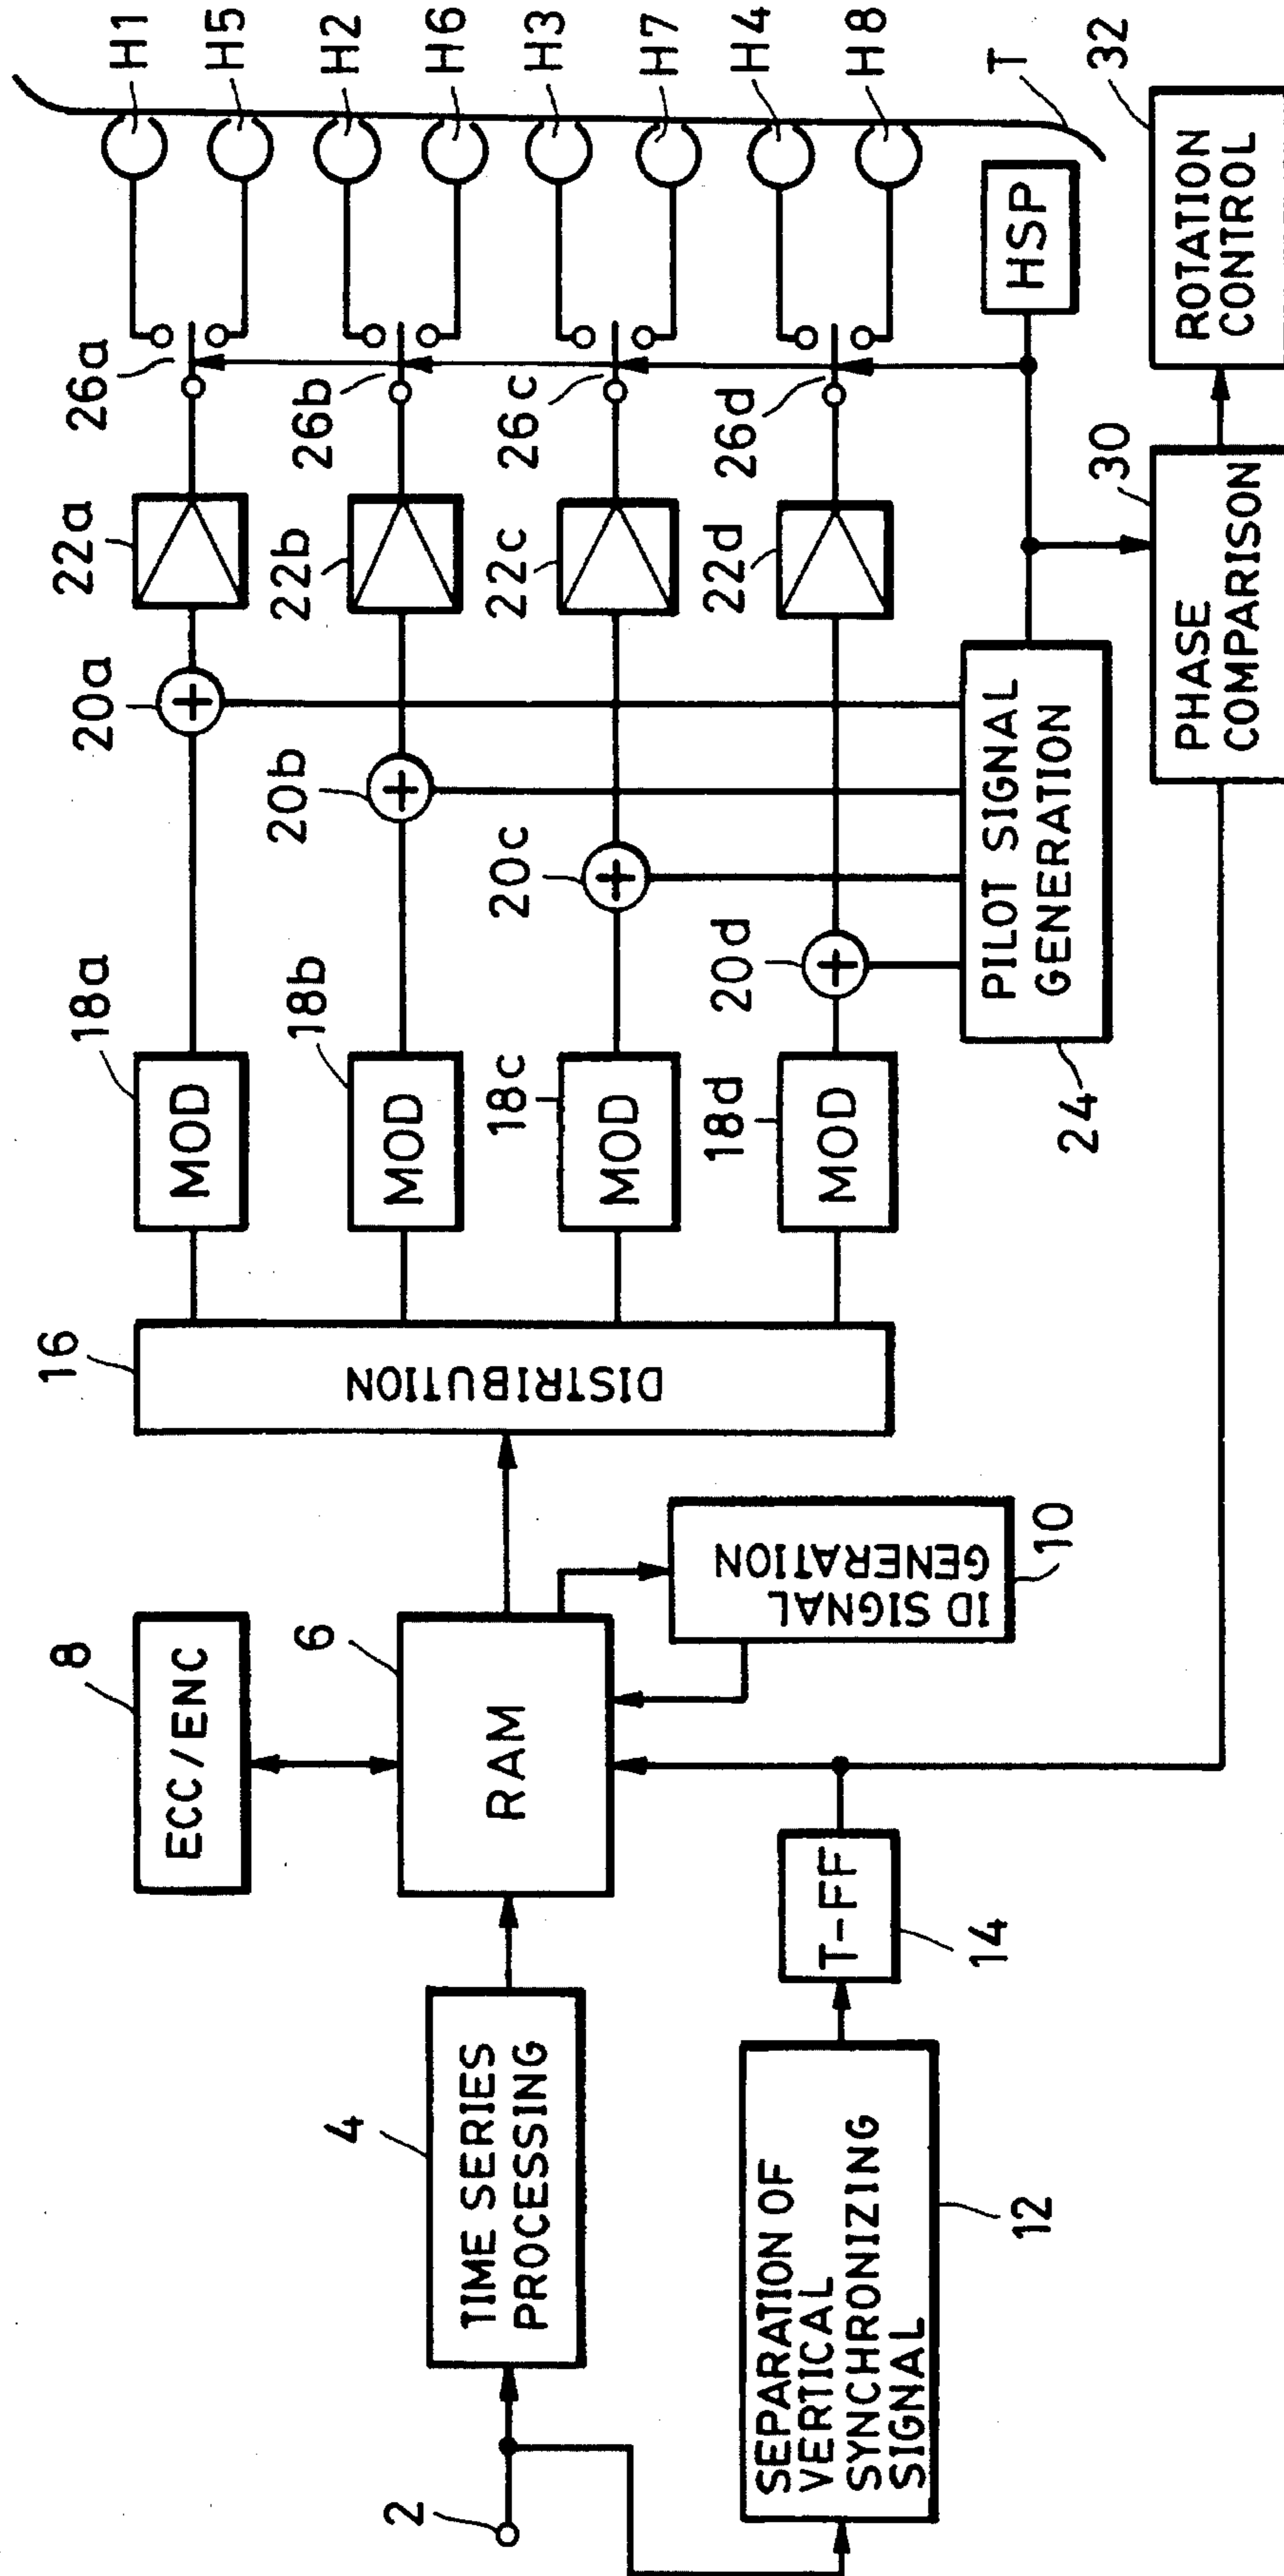 2
4
TIME SERIES
PROCESSING
8
ECC/ENC
6
RAM
ID SIGNAL
GENERATION
10
SEPARATION OF
VERTICAL
SYNCHRONIZING
SIGNAL
12
T-FF
14
16
DISTRIBUTION
18a
MOD
18b
MOD
18c
MOD
18d
MOD
20a
20b
20c
20d
22a
22b
22c
22d
PILOT SIGNAL
GENERATION
24
26a
26b
26c
26d
H1
H5
H2
H6
H3
H7
H4
H8
T
HSP
PHASE
COMPARISON
30
ROTATION
CONTROL
32